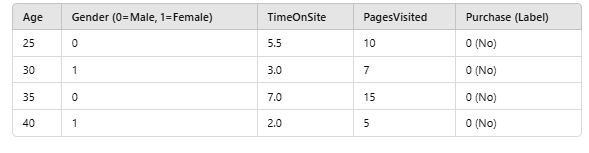 Age Gender (0=Male, 1=Female) TimeOnSite PagesVisited Purchase (Label)
25 0 5.5 10 0 (No)
30 1 3.0 7 0 (No)
35 0 7.0 15 0 (No)
40 1 2.0 5 0 (No)